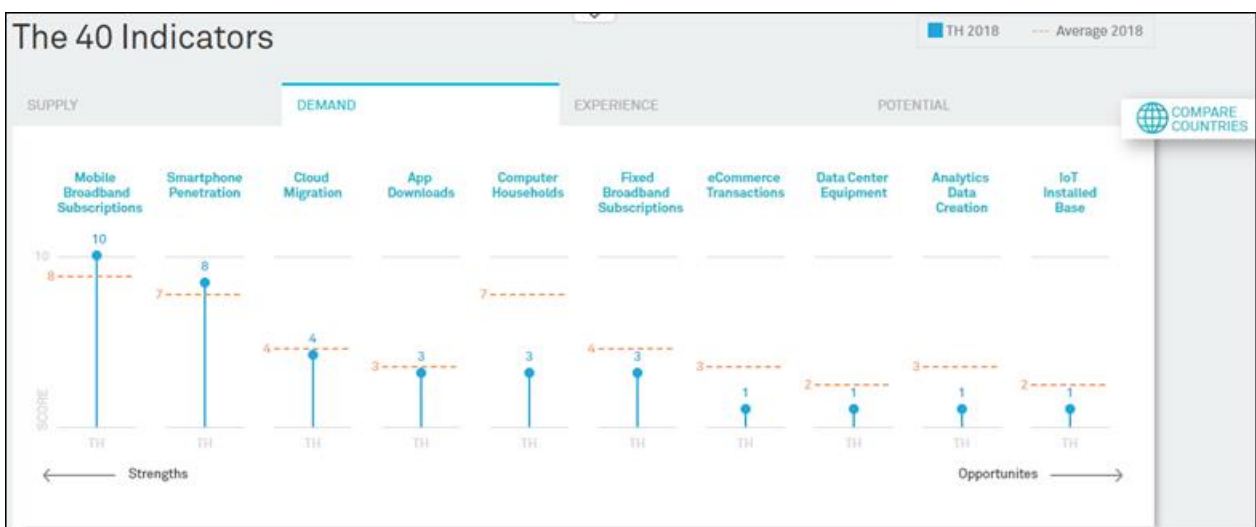 The 40 Indicators
TH 2018 --- Average 2018
SUPPLY DEMAND EXPERIENCE POTENTIAL
COMPARE
COUNTRIES
Mobile Broadband Subscriptions
Smartphone Penetration
Cloud Migration
App Downloads
Computer Households
Fixed Broadband Subscriptions
eCommerce Transactions
Data Center Equipment
Analytics Data Creation
IoT Installed Base
10
10 8
8 7
4 4
3 3
7 3
4 3
3 1
2 1
3 1
2 1
SCORE
TH TH TH TH TH TH TH TH TH TH
Strengths Opportunites